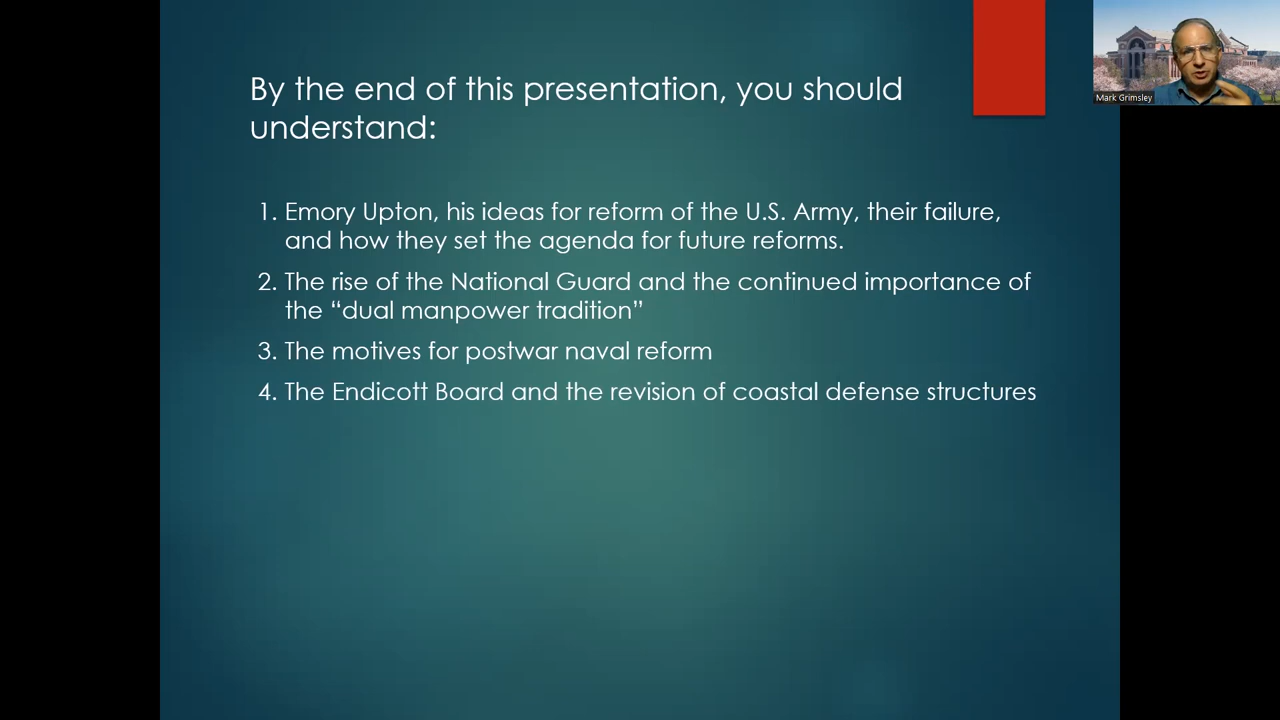 By the end of this presentation, you should
understand:
1. Emory Upton, his ideas for reform of the U.S. Army, their failure,
and how they set the agenda for future reforms.
2. The rise of the National Guard and the continued importance of
the “dual manpower tradition”
3. The motives for postwar naval reform
4. The Endicott Board and the revision of coastal defense structures
Mark Grimsley